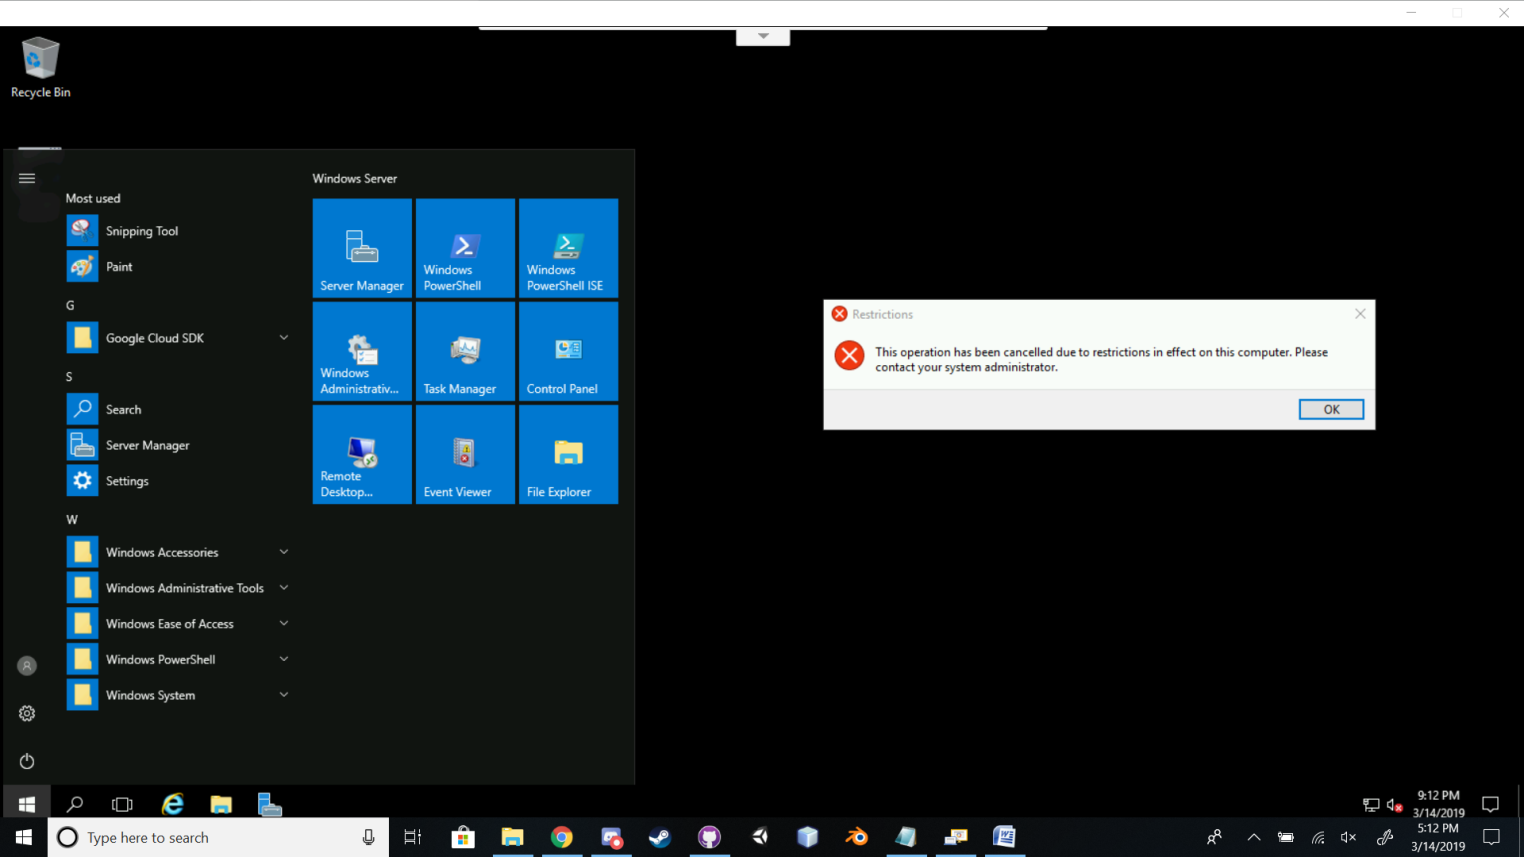 Recycle Bin
Windows Server
Most used
Snipping Tool
Paint
G
Google Cloud SDK
S
Search
Server Manager
Settings
W
Windows Accessories
Windows Administrative Tools
Windows Ease of Access
Windows PowerShell
Windows System
Server Manager
Windows
PowerShell
Windows
PowerShell ISE
Windows
Administrativ...
Task Manager
Control Panel
Remote
Desktop...
Event Viewer
File Explorer
Restrictions
This operation has been cancelled due to restrictions in effect on this computer. Please
contact your system administrator.
OK
9:12 PM
3/14/2019
Type here to search
5:12 PM
3/14/2019